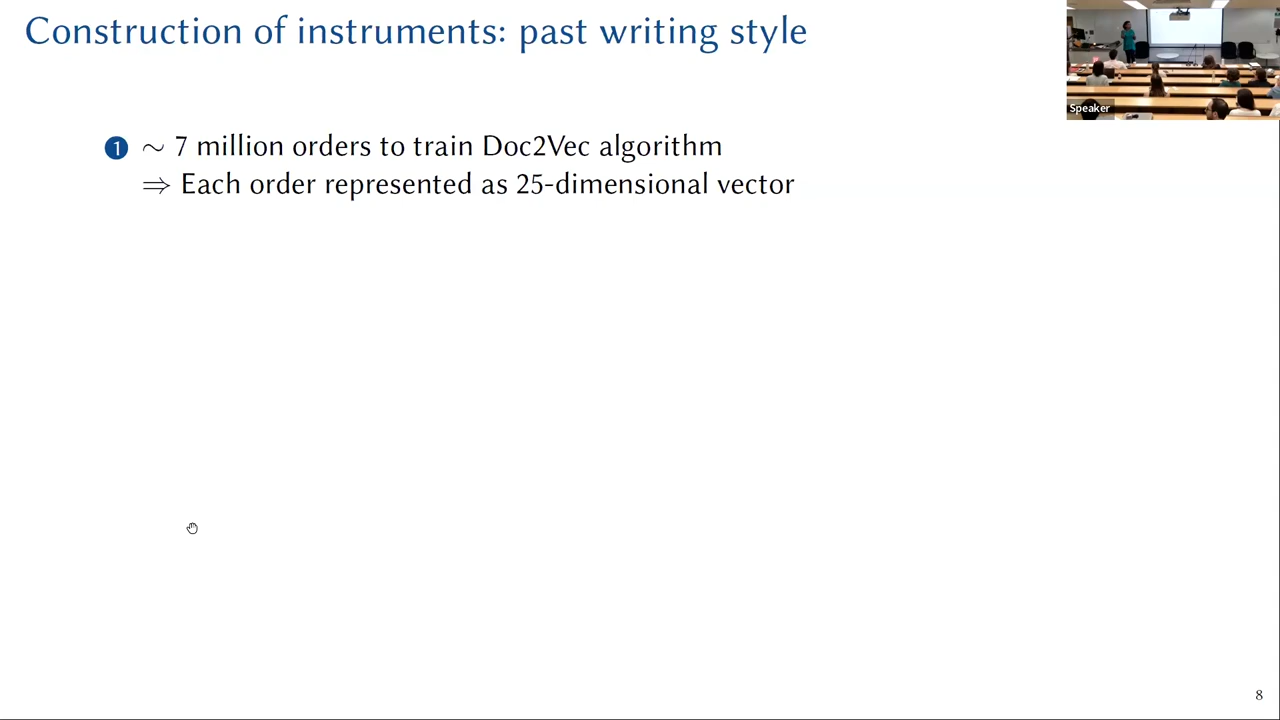 Construction of instruments: past writing style
Speaker
1 ∼ 7 million orders to train Doc2Vec algorithm
⇒ Each order represented as 25-dimensional vector
8